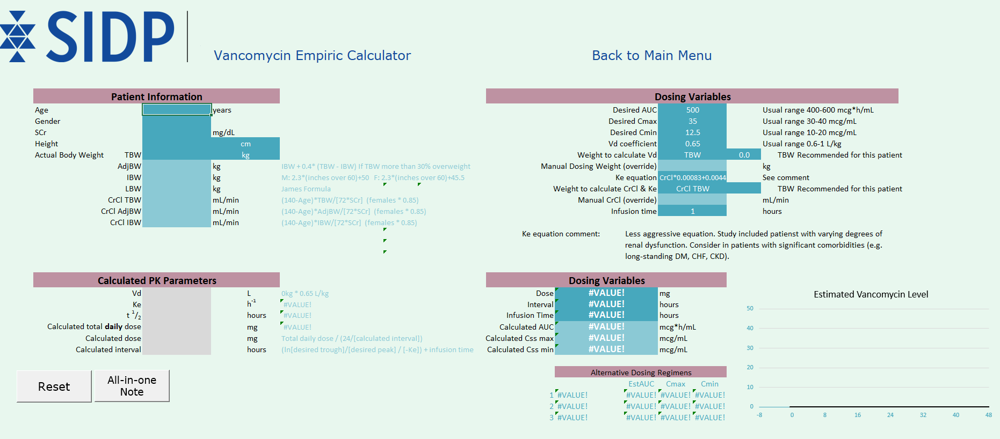 SIDP
Vancomycin Empiric Calculator
Back to Main Menu
Patient Information
Age years
Gender
SCr mg/dL
Height cm
Actual Body Weight TBW kg
AdjBW kg IBW + 0.4* (TBW - IBW) If TBW more than 30% overweight
IBW kg M: 2.3*(inches over 60)+50 F: 2.3*(inches over 60)+45.5
LBW kg James Formula
CrCl TBW mL/min (140-Age)*TBW/[72*SCr] (females * 0.85)
CrCl AdjBW mL/min (140-Age)*AdjBW/[72*SCr] (females * 0.85)
CrCl IBW mL/min (140-Age)*IBW/[72*SCr] (females * 0.85)
Dosing Variables
Desired AUC 500 Usual range 400-600 mcg*h/mL
Desired Cmax 35 Usual range 30-40 mcg/mL
Desired Cmin 12.5 Usual range 10-20 mcg/mL
Vd coefficient 0.65 Usual range 0.6-1 L/kg
Weight to calculate Vd TBW 0.0 TBW Recommended for this patient
Manual Dosing Weight (override) kg
Ke equation CrCl*0.00083+0.0044 See comment
Weight to calculate CrCl & Ke CrCl TBW TBW Recommended for this patient
Manual CrCl (override) mL/min
Infusion time 1 hours
Ke equation comment: Less aggressive equation. Study included patienst with varying degrees of
renal dysfunction. Consider in patients with significant comorbidities (e.g.
long-standing DM, CHF, CKD).
Calculated PK Parameters
Vd L 0kg * 0.65 L/kg
Ke h-1 #VALUE!
t 1/2 hours #VALUE!
Calculated total daily dose mg #VALUE!
Calculated dose mg Total daily dose / (24/[calculated interval])
Calculated interval hours (ln[desired trough]/[desired peak] / [-Ke]) + infusion time
Reset
All-in-one
Note
Dosing Variables
Dose #VALUE! mg
Interval #VALUE! hours
Infusion Time #VALUE! hours
Calculated AUC #VALUE! mcg*h/mL
Calculated Css max #VALUE! mcg/mL
Calculated Css min #VALUE! mcg/mL
Alternative Dosing Regimens
EstAUC Cmax Cmin
1 #VALUE! #VALUE! #VALUE! #VALUE!
2 #VALUE! #VALUE! #VALUE! #VALUE!
3 #VALUE! #VALUE! #VALUE! #VALUE!
Estimated Vancomycin Level
50
40
30
20
10
0
-8 0 8 16 24 32 40 48